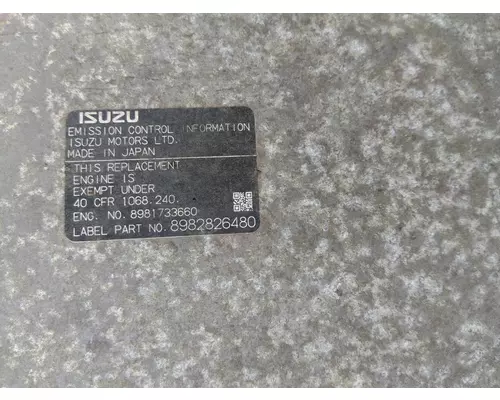 ISUZU
EMISSION CONTROL INFORMATION
ISUZU MOTORS LTD.
MADE IN JAPAN
THIS REPLACEMENT
ENGINE IS
EXEMPT UNDER
40 CFR 1068.240.
ENG. NO.8981733660
LABEL PART NO.8982826480